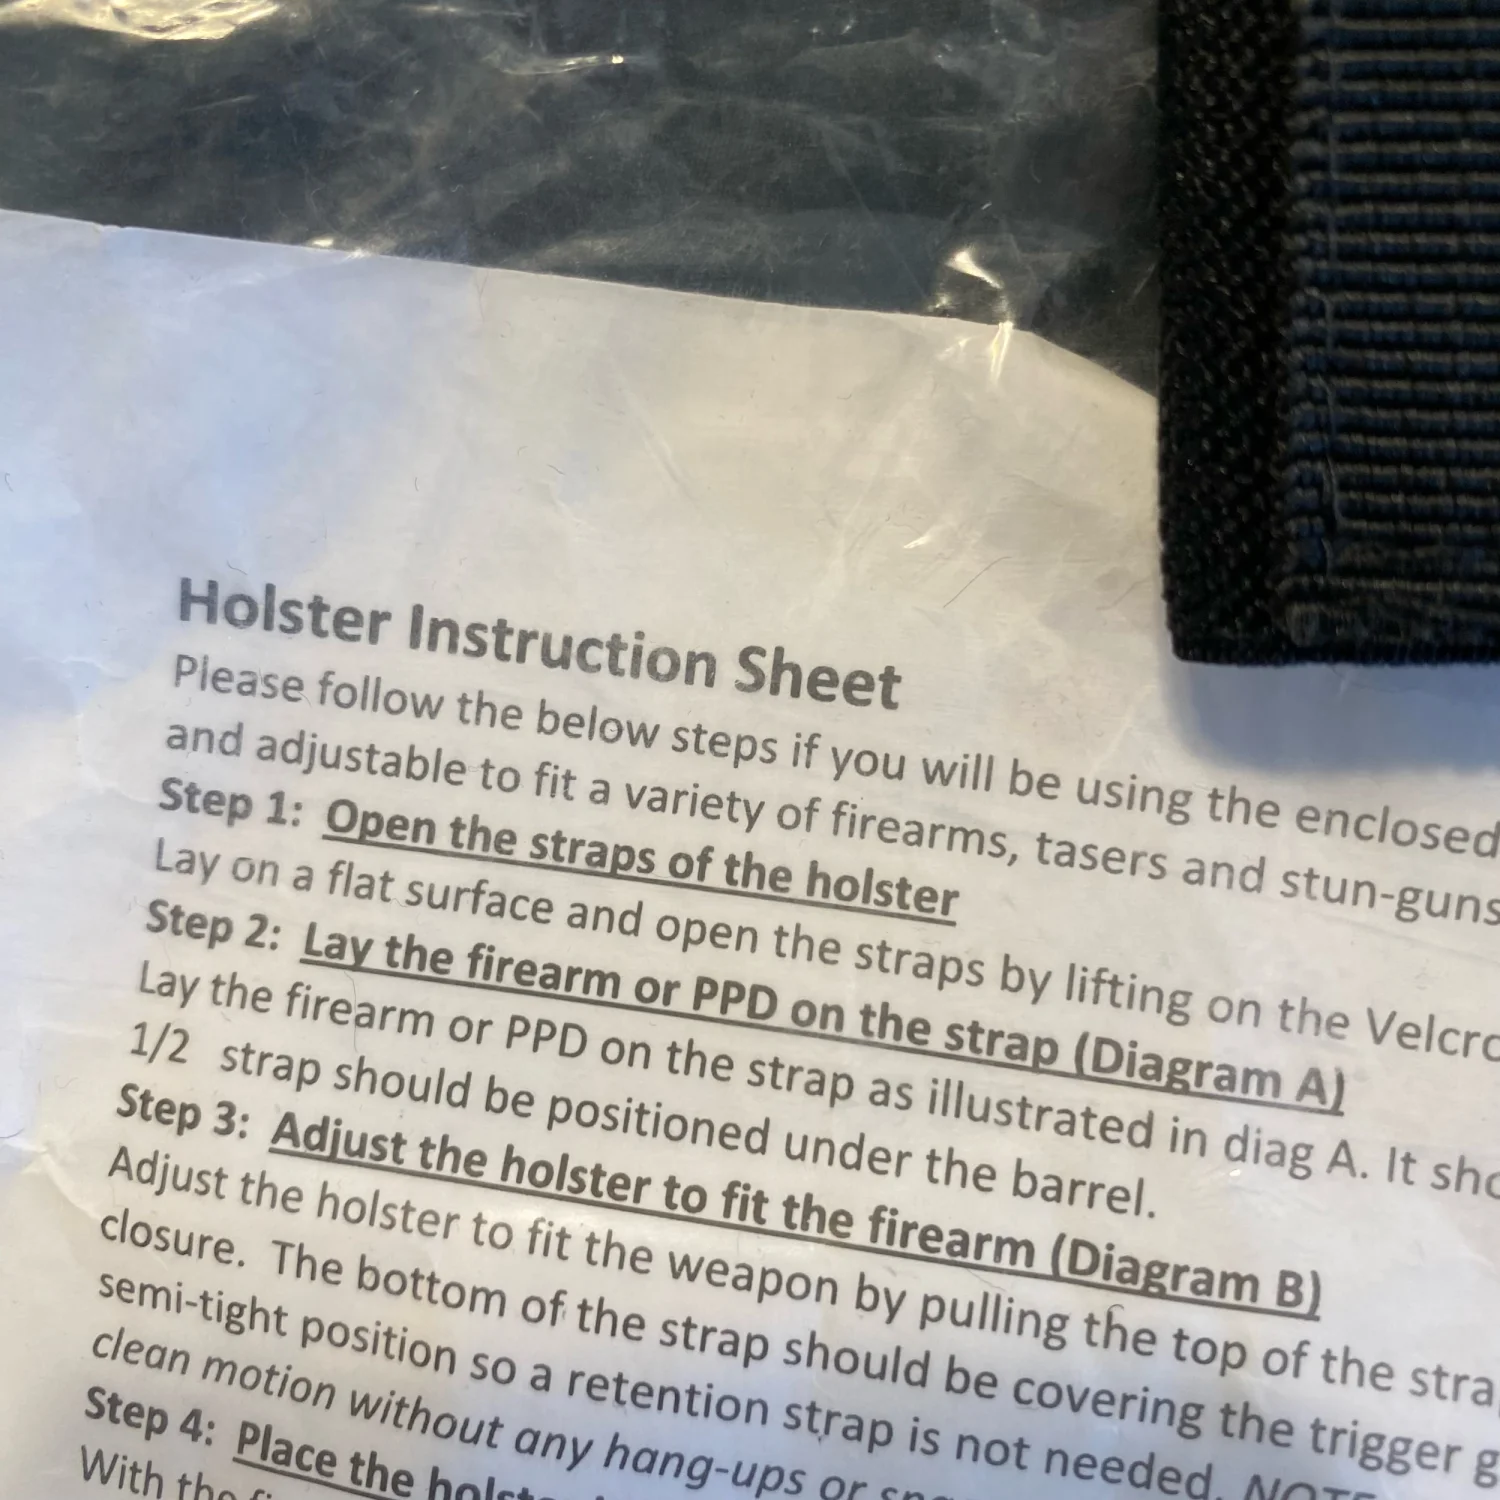 Holster Instruction Sheet
Please follow the below steps if you will be using the enclosed
and adjustable to fit a variety of firearms, tasers and stun-guns
Step 1: Open the straps of the holster
Lay on a flat surface and open the straps by lifting on the Velcro
Step 2: Lay the firearm or PPD on the strap (Diagram A)
Lay the firearm or PPD on the strap as illustrated in diag A. It sho
1/2 strap should be positioned under the barrel.
Step 3: Adjust the holster to fit the firearm (Diagram B)
Adjust the holster to fit the weapon by pulling the top of the stra
closure. The bottom of the strap should be covering the trigger g
semi-tight position so a retention strap is not needed. NOTE
clean motion without any hang-ups or
Step 4: Place the
With the